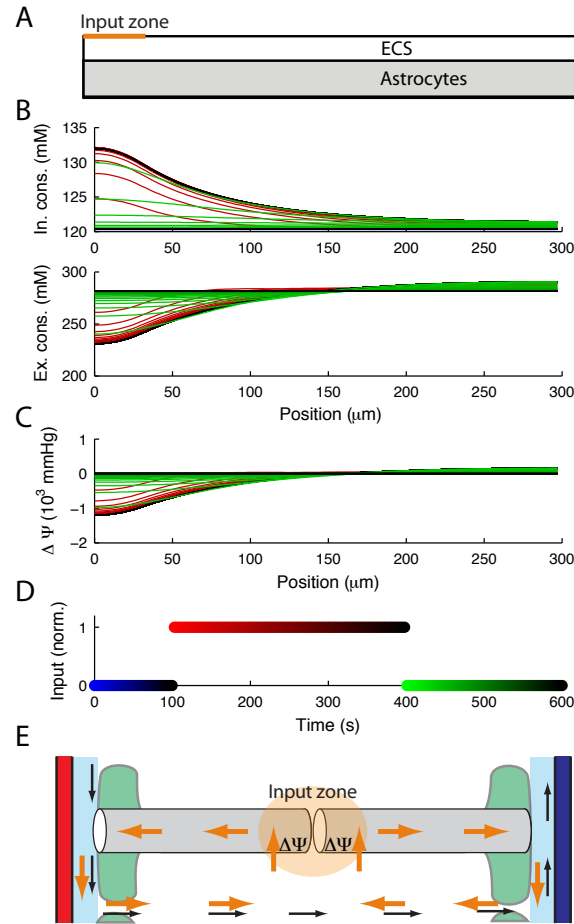 A
Input zone
ECS
Astrocytes
B
In. cons. (mM)
135
130
125
120
0
50
100
150
200
250
300
Ex. cons. (mM)
300
250
200
0
50
100
150
200
250
300
Position (μm)
C
Δ Ψ (10³ mmHg)
1
0
−1
−2
0
50
100
150
200
250
300
Position (μm)
D
Input (norm.)
1
0
0
100
200
300
400
500
600
Time (s)
E
Input zone
ΔΨ
ΔΨ